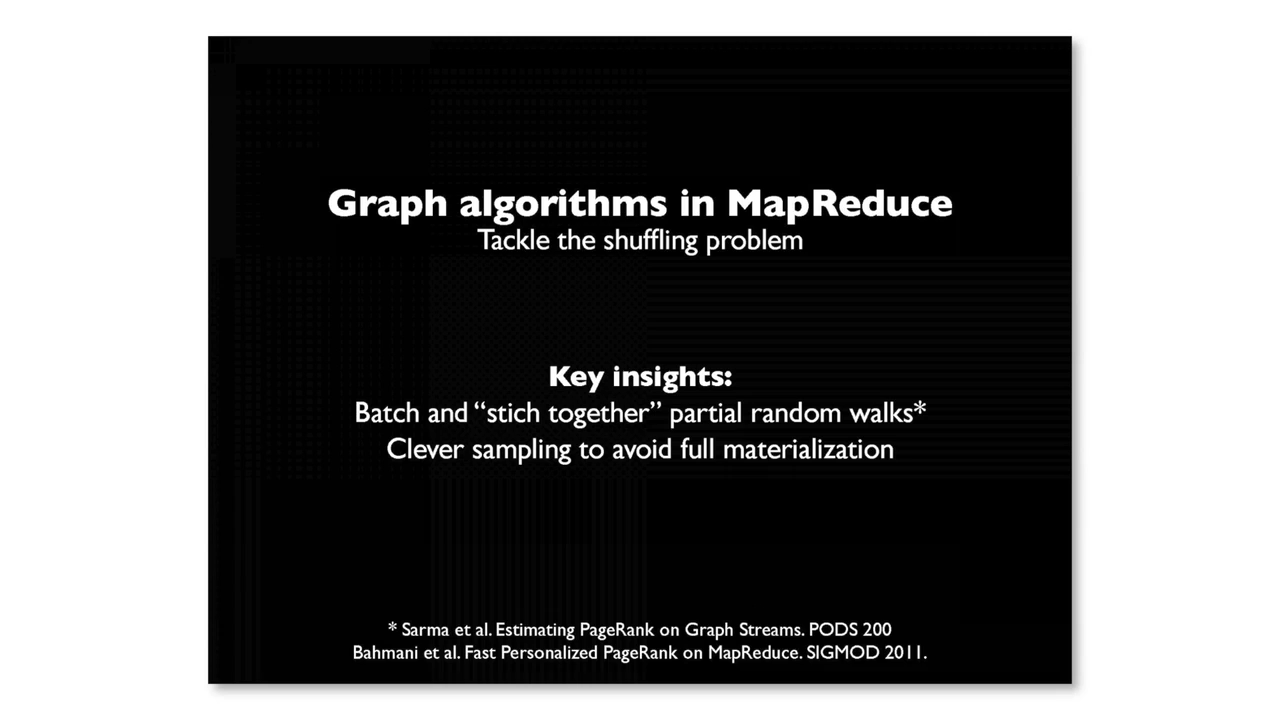 Graph algorithms in MapReduce
Tackle the shuffling problem
Key insights:
Batch and “stich together” partial random walks*
Clever sampling to avoid full materialization
* Sarma et al. Estimating PageRank on Graph Streams. PODS 200
Bahmani et al. Fast Personalized PageRank on MapReduce. SIGMOD 2011.